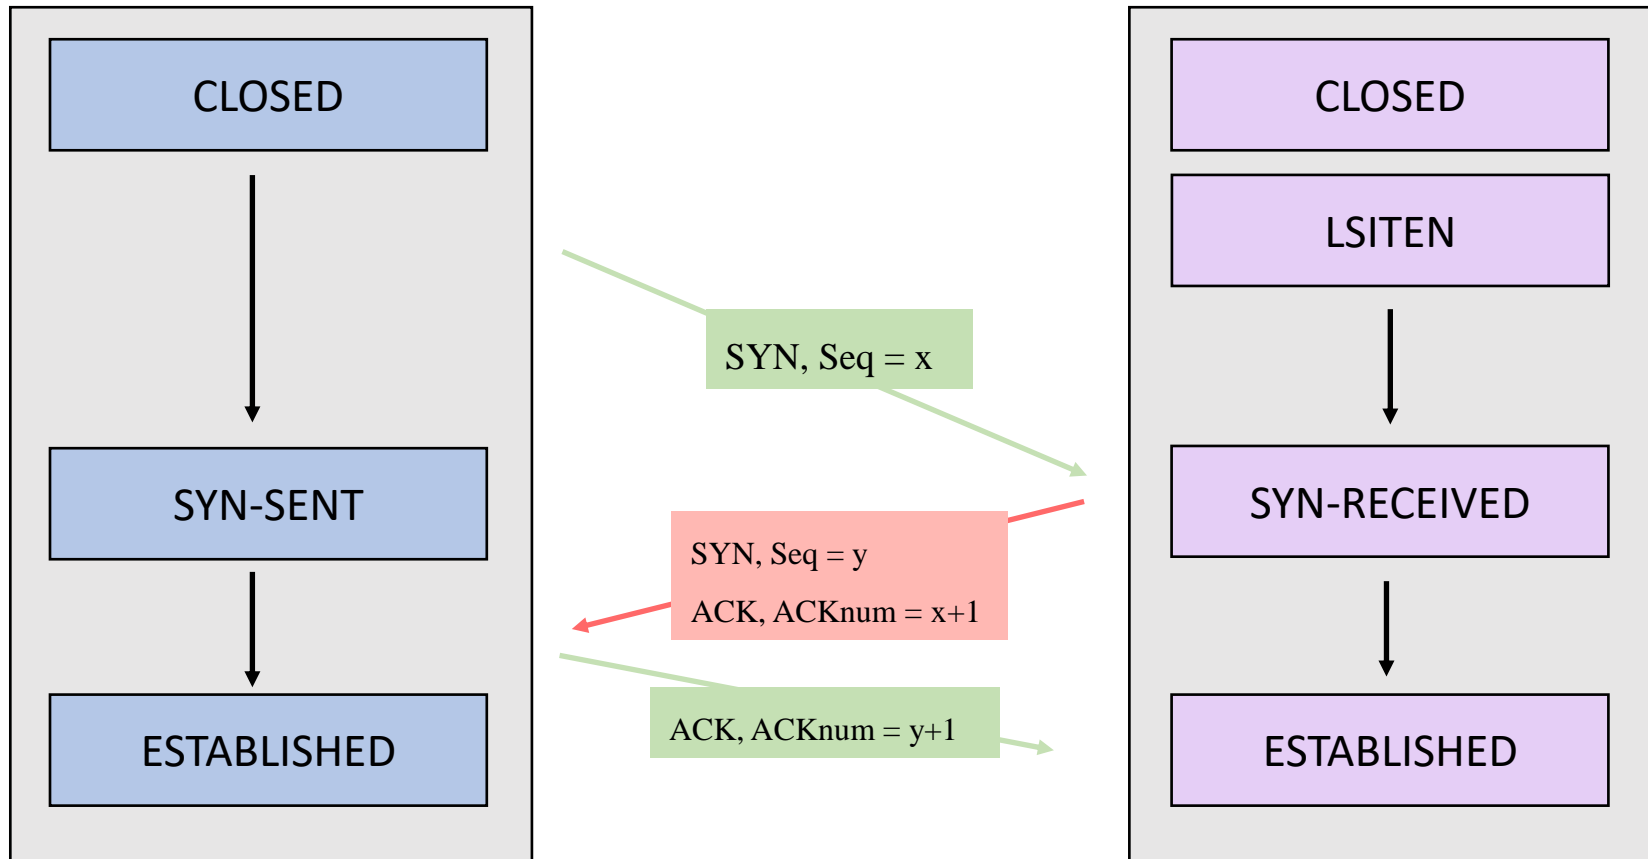 CLOSED
SYN-SENT
ESTABLISHED
SYN, Seq = x
SYN, Seq = y
ACK, ACKnum = x+1
ACK, ACKnum = y+1
CLOSED
LSITEN
SYN-RECEIVED
ESTABLISHED